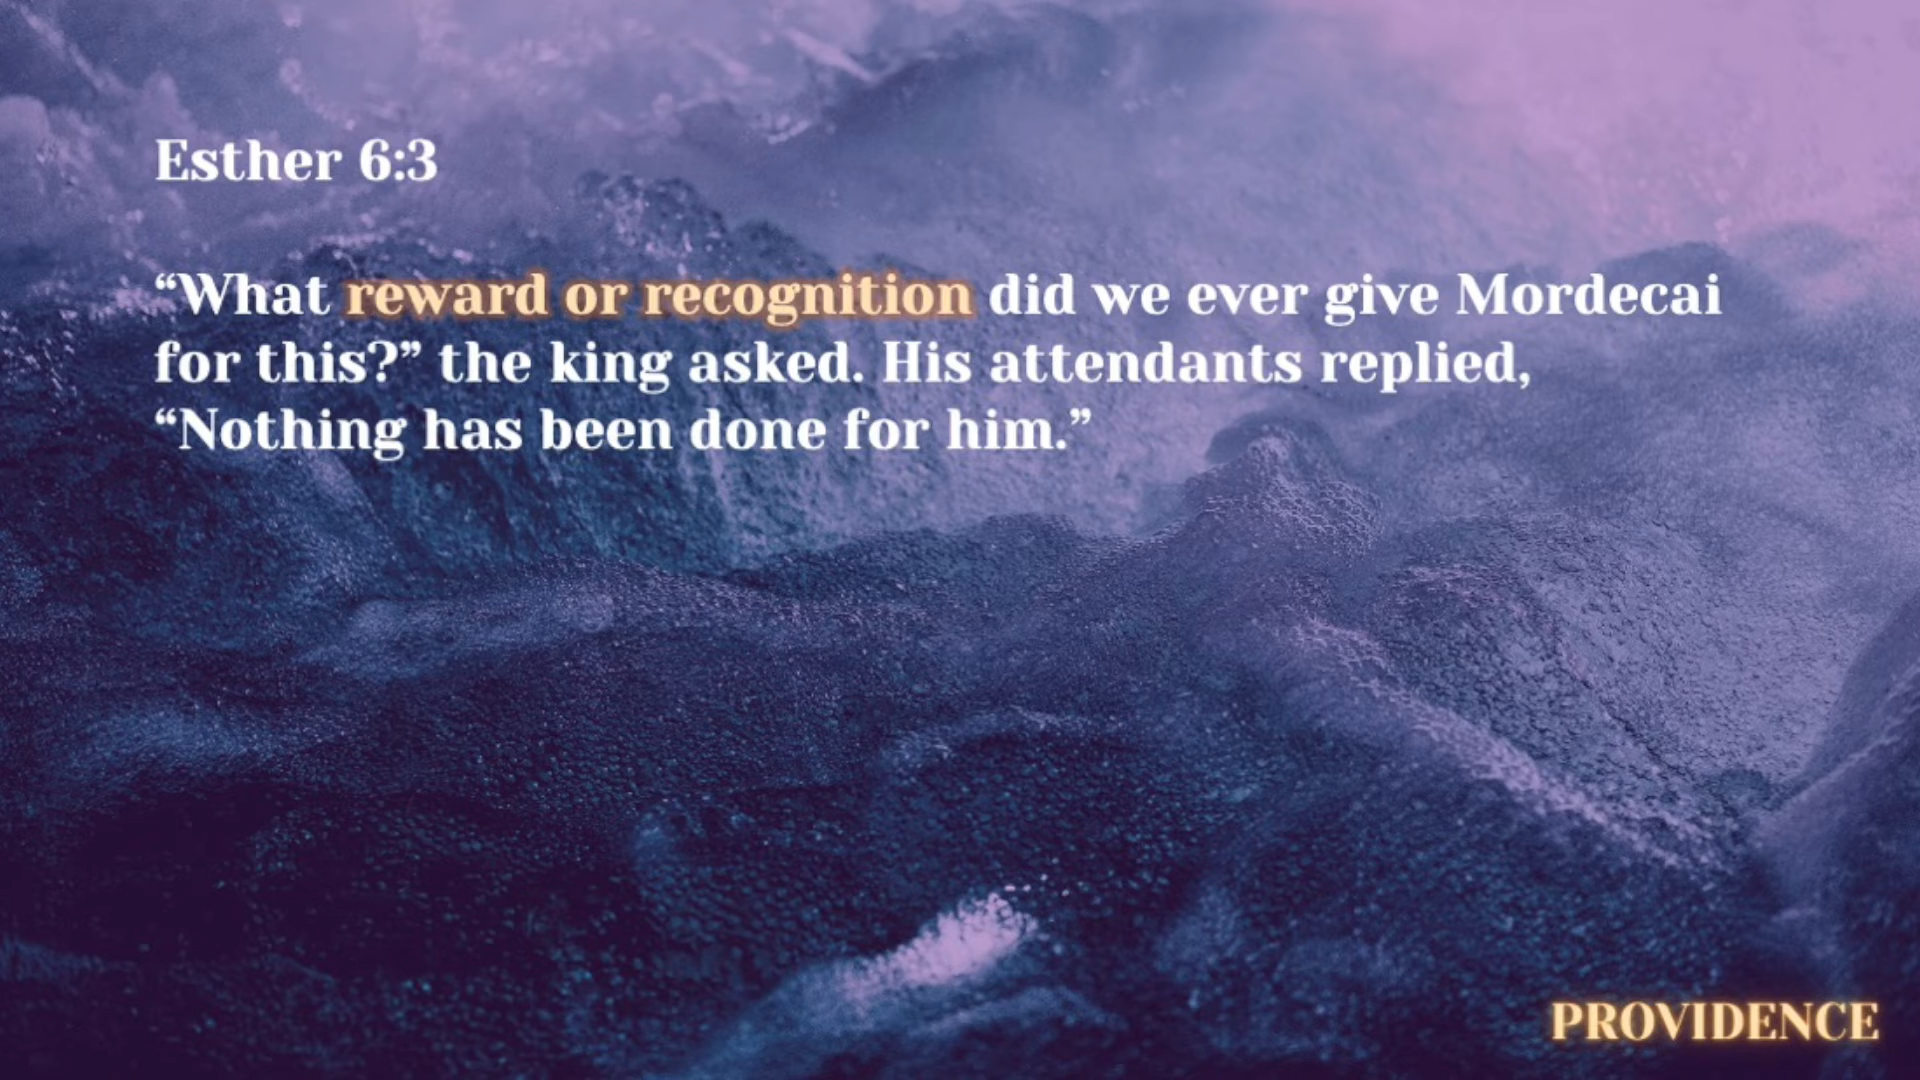 Esther 6:3
“What reward or recognition did we ever give Mordecai
for this?” the king asked. His attendants replied,
“Nothing has been done for him.”
PROVIDENCE